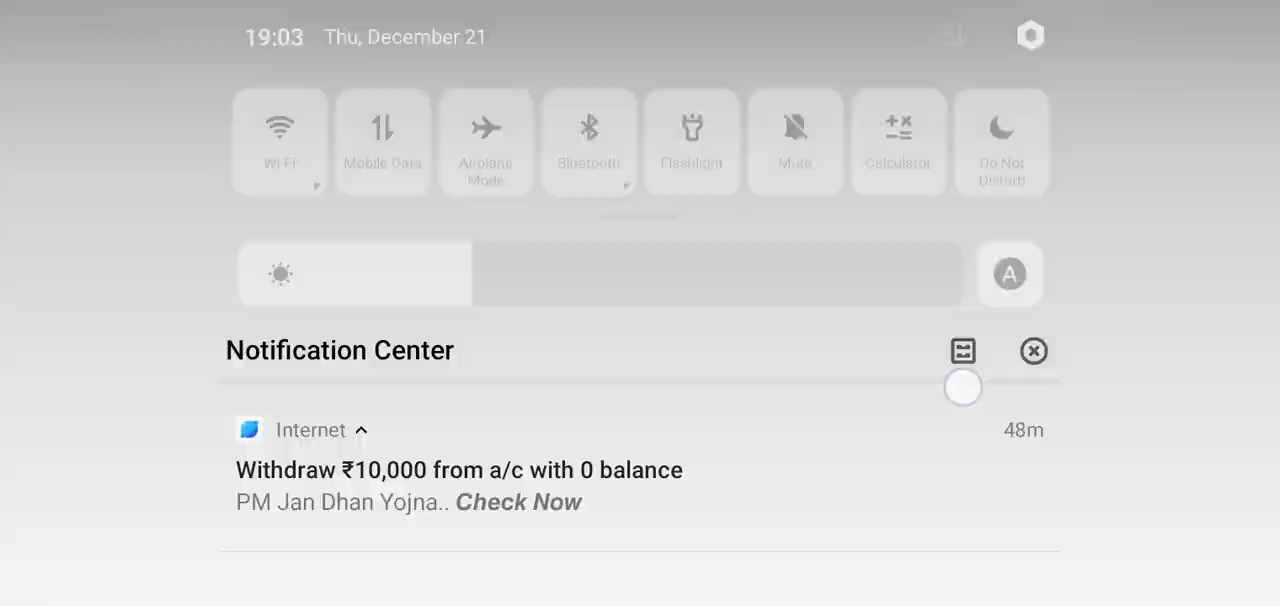 19:03 Thu, December 21
Wi-Fi
Mobile Data
Airplane
Mode
Bluetooth
Flashlight
Mute
Calculator
Do Not
Disturb
A
Notification Center
Internet 48m
Withdraw ₹10,000 from a/c with 0 balance
PM Jan Dhan Yojna.. Check Now